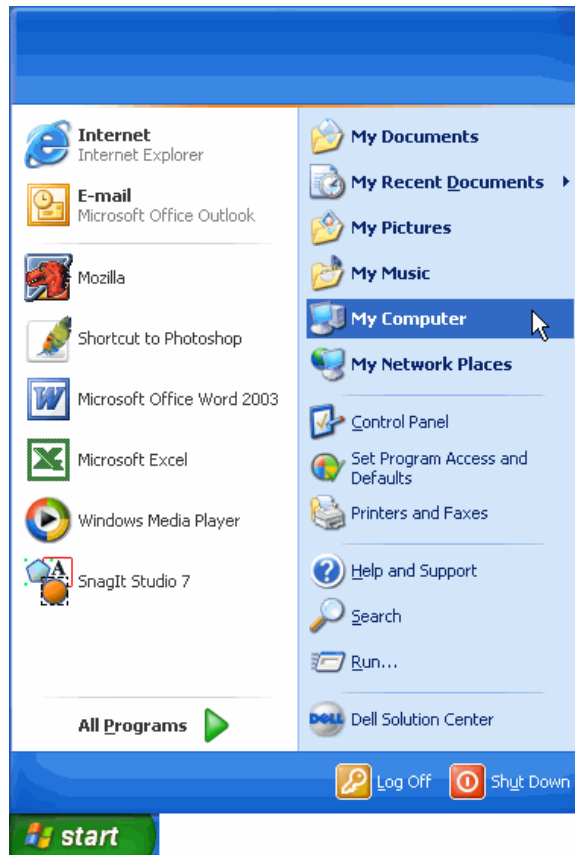 Internet
Internet Explorer
E-mail
Microsoft Office Outlook
Mozilla
Shortcut to Photoshop
Microsoft Office Word 2003
Microsoft Excel
Windows Media Player
SnagIt Studio 7
All Programs
My Documents
My Recent Documents
My Pictures
My Music
My Computer
My Network Places
Control Panel
Set Program Access and
Defaults
Printers and Faxes
Help and Support
Search
Run...
DELL Dell Solution Center
Log Off
Shut Down
start